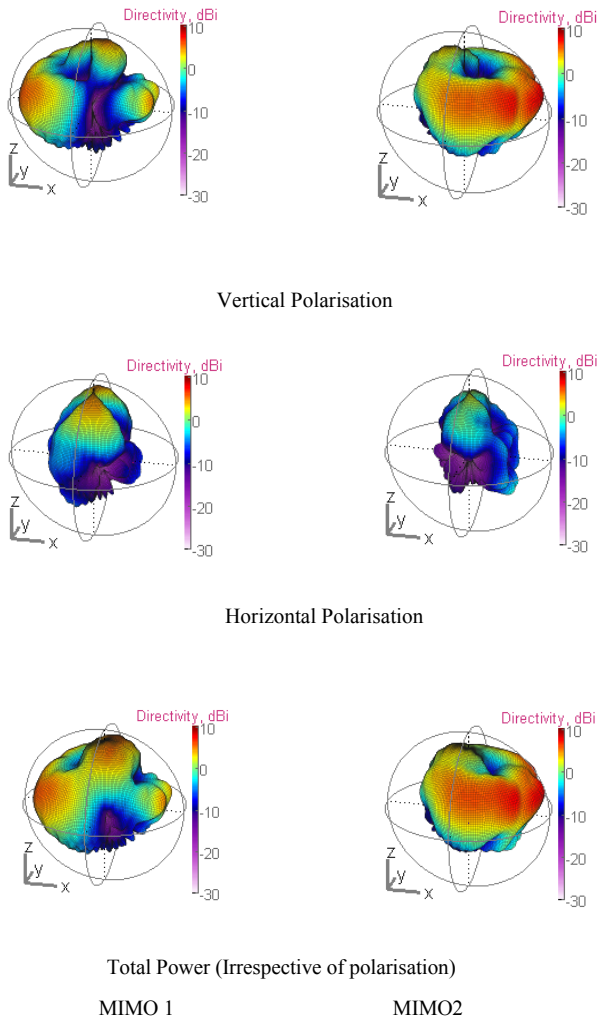 Directivity, dBi
10
0
-10
-20
-30
z
y
x
Directivity, dBi
10
0
-10
-20
-30
z
y
x
Vertical Polarisation
Directivity, dBi
10
0
-10
-20
-30
z
y
x
Directivity, dBi
10
0
-10
-20
-30
z
y
x
Horizontal Polarisation
Directivity, dBi
10
0
-10
-20
-30
z
y
x
Directivity, dBi
10
0
-10
-20
-30
z
y
x
Total Power (Irrespective of polarisation)
MIMO 1
MIMO2